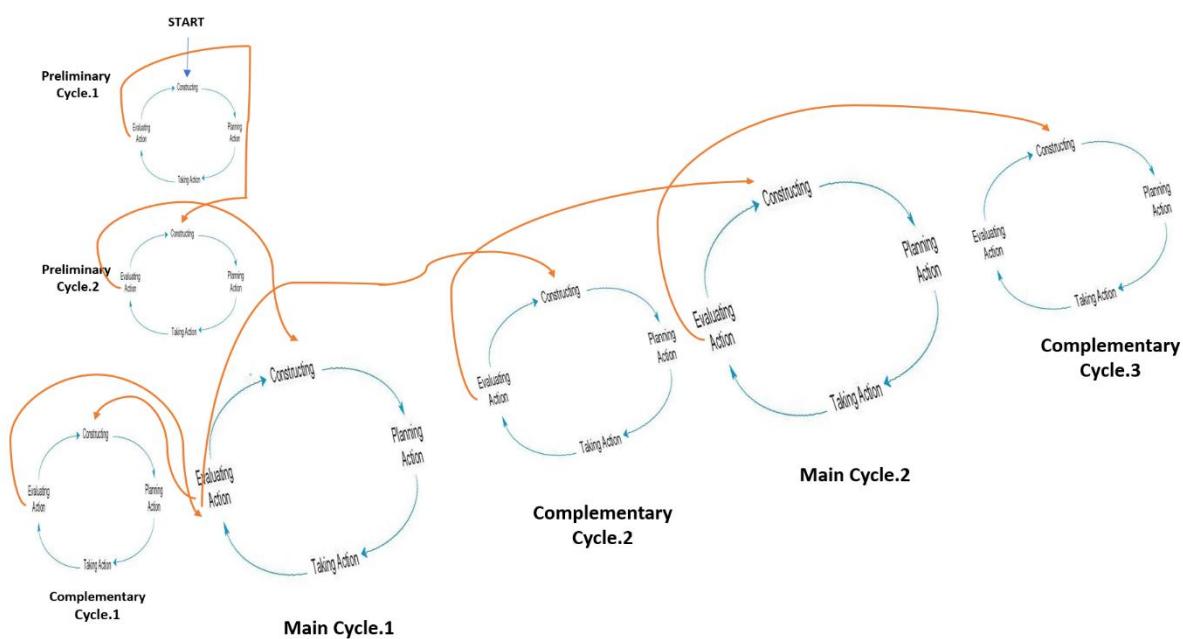 START
Preliminary
Cycle.1
Constructing
Evaluating
Action
Planning
Action
Taking Action
Preliminary
Cycle.2
Constructing
Evaluating
Action
Planning
Action
Taking Action
Constructing
Evaluating
Action
Planning
Action
Taking Action
Complementary
Cycle.1
Constructing
Evaluating
Action
Planning
Action
Taking Action
Main Cycle.1
Constructing
Evaluating
Action
Planning
Action
Taking Action
Complementary
Cycle.2
Constructing
Evaluating
Action
Planning
Action
Taking Action
Main Cycle.2
Constructing
Evaluating
Action
Planning
Action
Taking Action
Complementary
Cycle.3